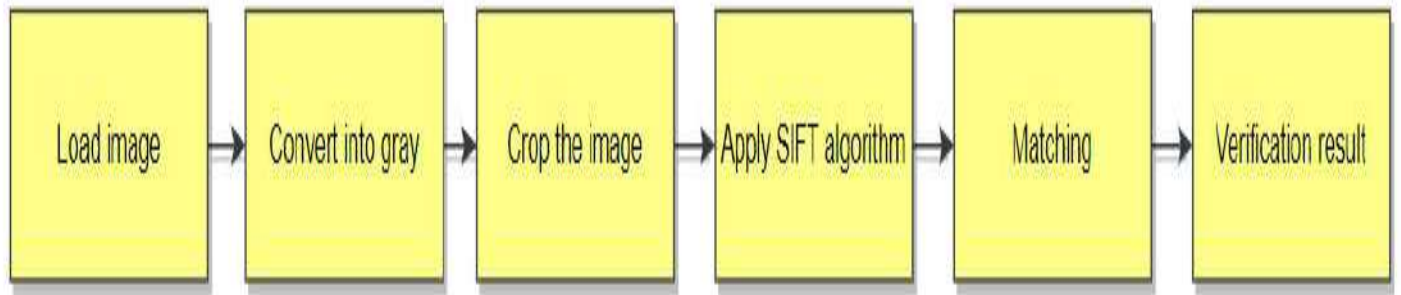 Load image
Convert into gray
Crop the image
Apply SIFT algorithm
Matching
Verification result